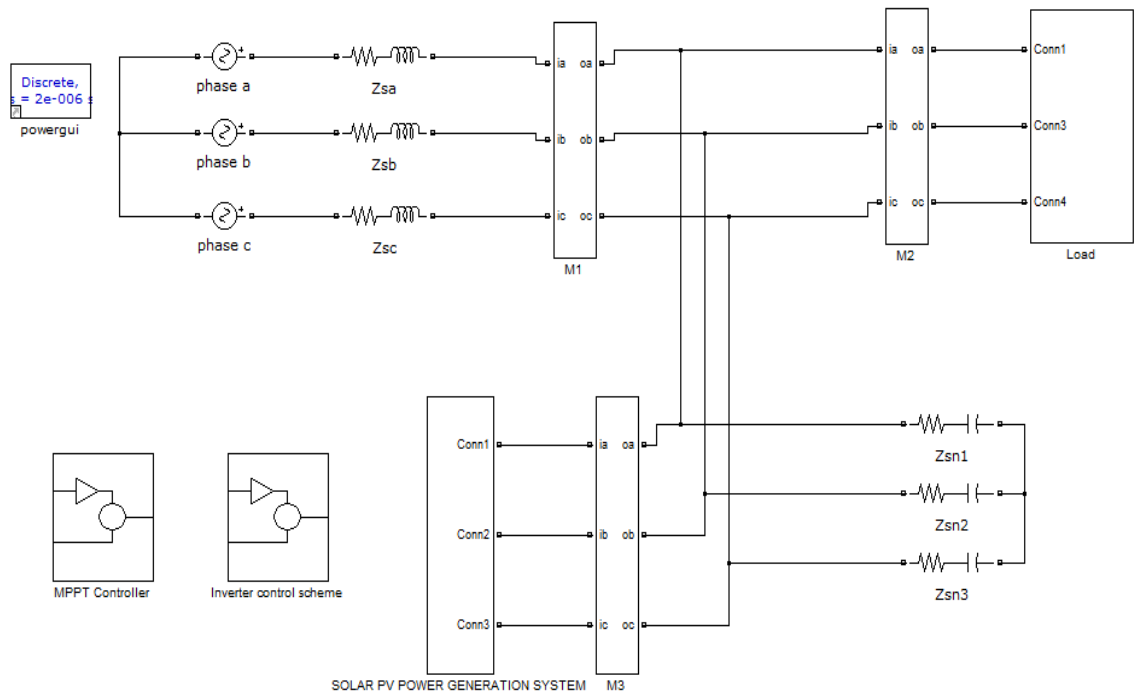 Discrete,
s = 2e-006 s
powergui
phase a
Zsa
phase b
Zsb
phase c
Zsc
ia oa
ib ob
ic oc
M1
ia oa
ib ob
ic oc
M2
Conn1
Conn3
Conn4
Load
MPPT Controller
Inverter control scheme
Conn1
Conn2
Conn3
SOLAR PV POWER GENERATION SYSTEM
ia oa
ib ob
ic oc
M3
Zsn1
Zsn2
Zsn3